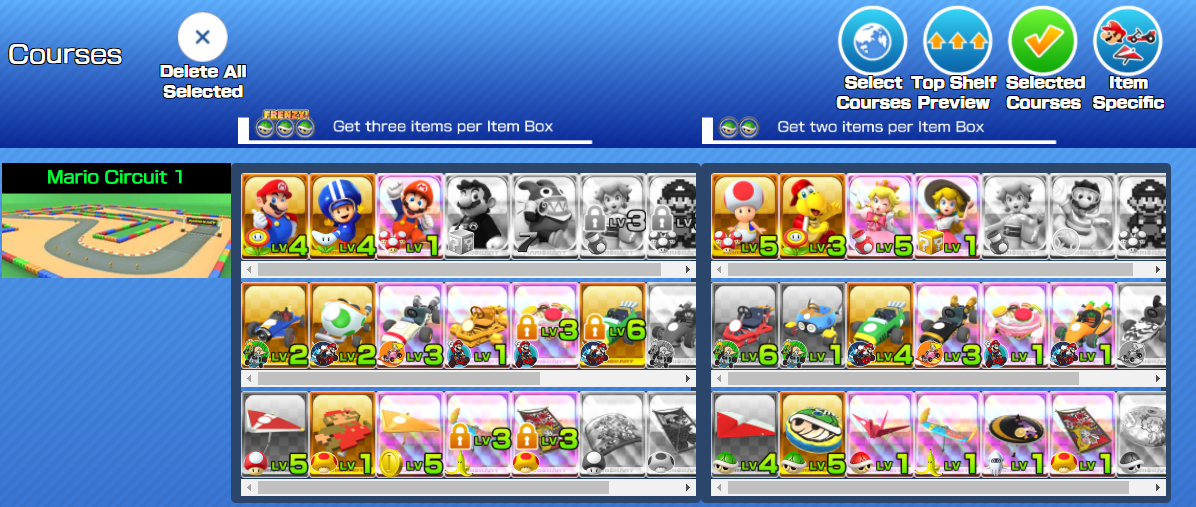 Courses
Delete All
Selected
Select
Courses
Top Shelf
Preview
Selected
Courses
Item
Specific
FRENZY!
Get three items per Item Box
Get two items per Item Box
Mario Circuit 1
LV4 LV4 LV1 LV3
LV5 LV3 LV5 LV1
LV2 LV2 LV3 LV1 LV3 LV6
LV6 LV1 LV4 LV3 LV1 LV1
LV5 LV1 LV5 LV3 LV3
LV4 LV5 LV1 LV1 LV1 LV1